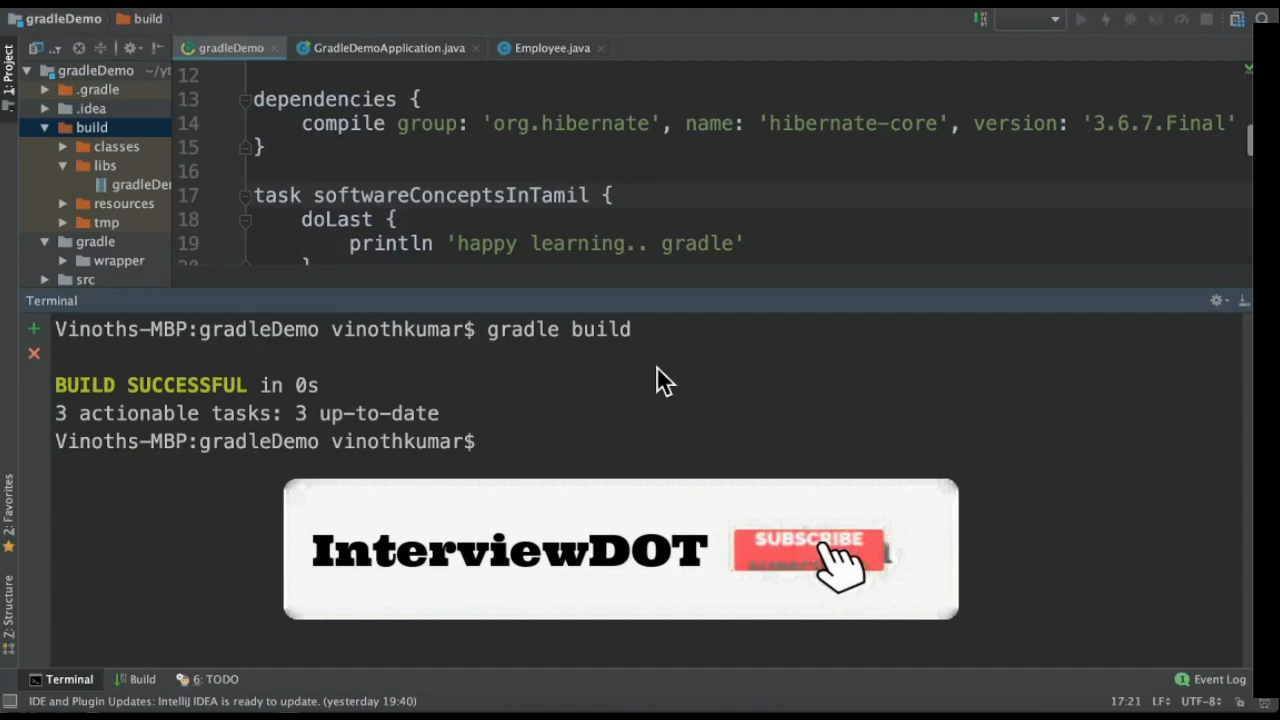 gradleDemo build
1: Project
gradleDemo GradleDemoApplication.java Employee.java
gradleDemo ~/yt
.gradle
.idea
build
classes
libs
gradleDem
resources
tmp
gradle
wrapper
src
12
13 dependencies {
14 compile group: 'org.hibernate', name: 'hibernate-core', version: '3.6.7.Final'
15 }
16
17 task softwareConceptsInTamil {
18 doLast {
19 println 'happy learning.. gradle'
20 }
Terminal
Vinoths-MBP:gradleDemo vinothkumar$ gradle build
BUILD SUCCESSFUL in 0s
3 actionable tasks: 3 up-to-date
Vinoths-MBP:gradleDemo vinothkumar$
InterviewDOT SUBSCRIBE
2: Favorites
Z: Structure
Terminal Build 6: TODO 1 Event Log
IDE and Plugin Updates: IntelliJ IDEA is ready to update. (yesterday 19:40) 17:21 LF UTF-8